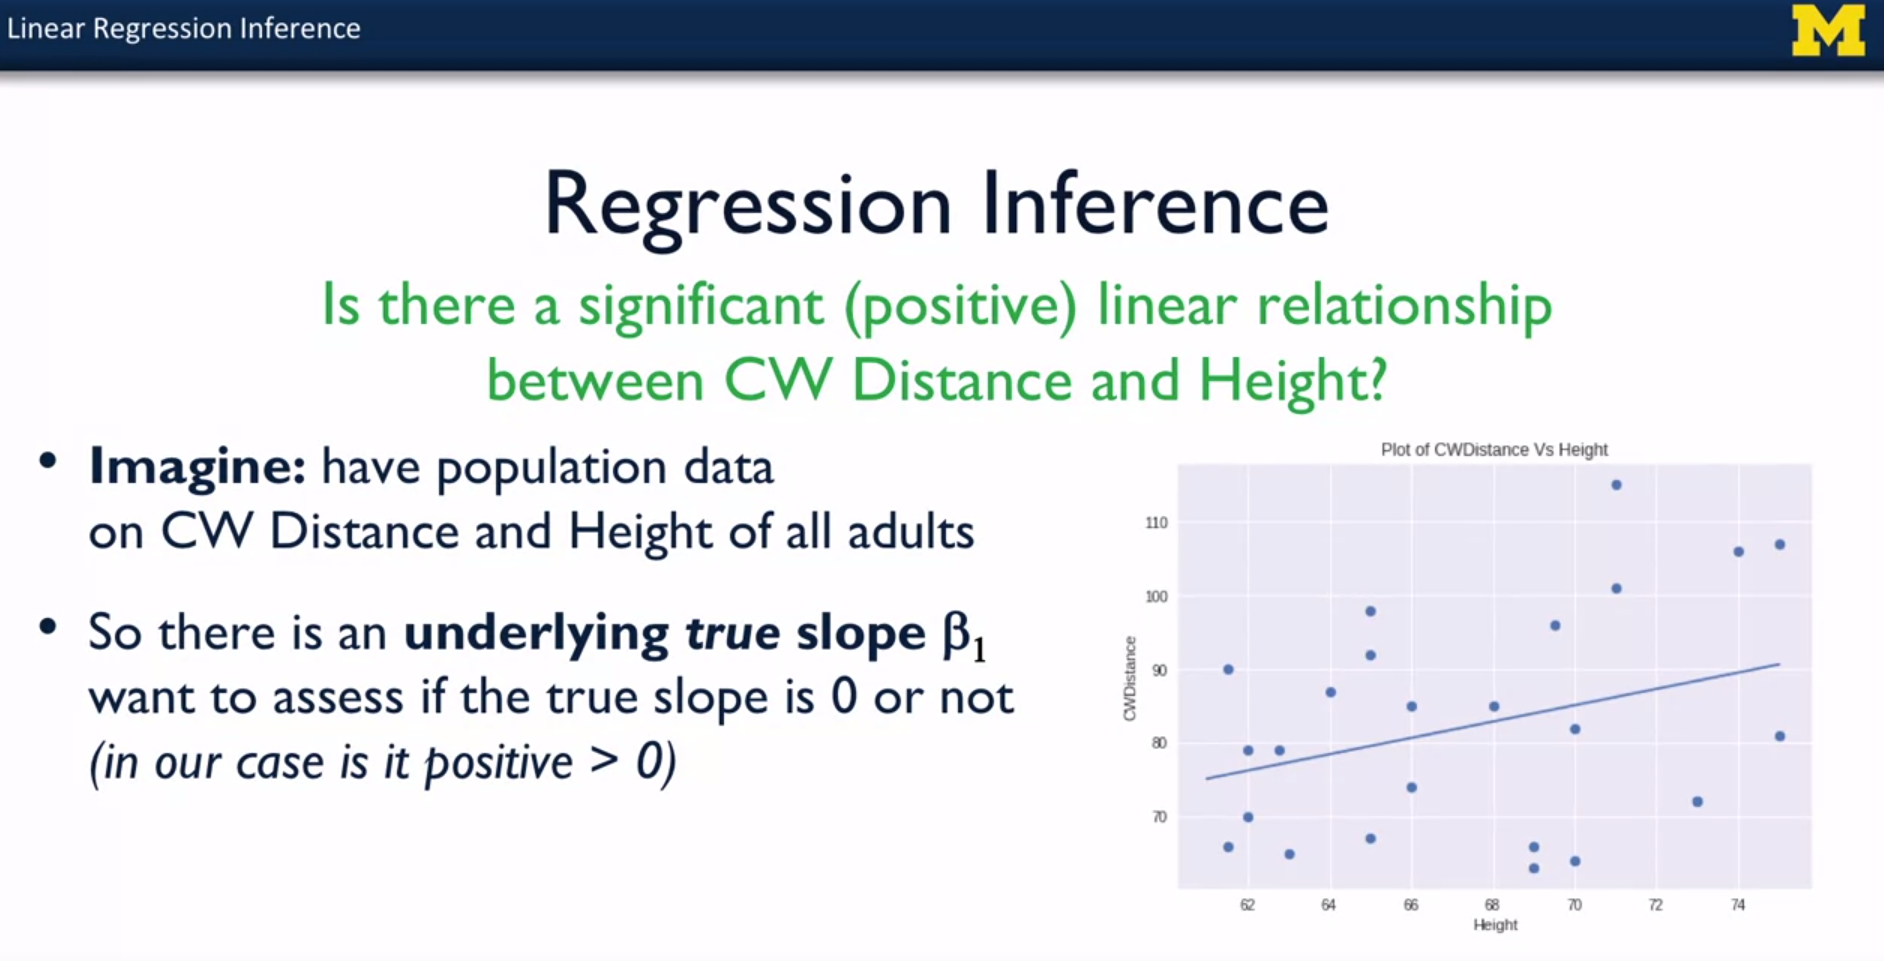 Linear Regression Inference
M
Regression Inference
Is there a significant (positive) linear relationship
between CW Distance and Height?
• Imagine: have population data
on CW Distance and Height of all adults
• So there is an underlying true slope β₁
want to assess if the true slope is 0 or not
(in our case is it positive > 0)
Plot of CWDistance Vs Height
110
100
90
80
70
CWDistance
62 64 66 68 70 72 74
Height